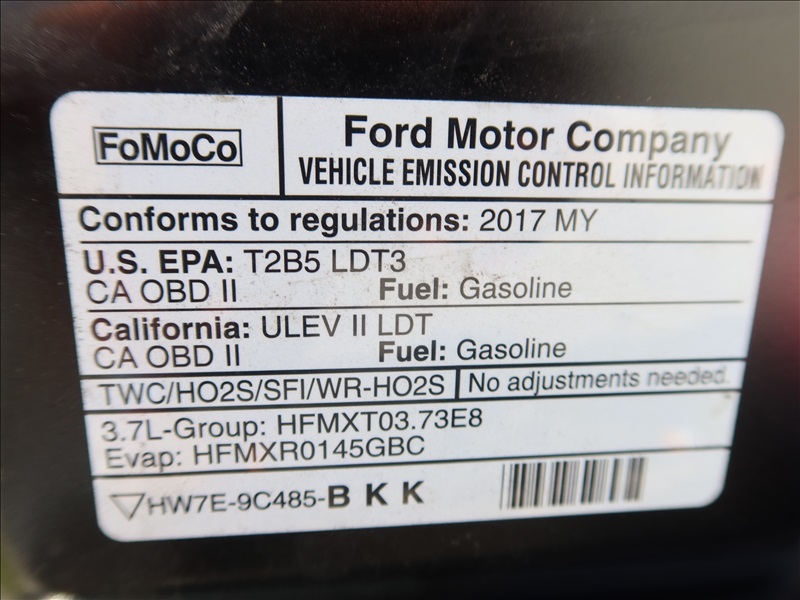 FoMoCo
Ford Motor Company
VEHICLE EMISSION CONTROL INFORMATION
Conforms to regulations: 2017 MY
U.S. EPA: T2B5 LDT3
CA OBD II Fuel: Gasoline
California: ULEV II LDT
CA OBD II Fuel: Gasoline
TWC/HO2S/SFI/WR-HO2S No adjustments needed.
3.7L-Group: HFMXT03.73E8
Evap: HFMXR0145GBC
HW7E-9C485-BKK